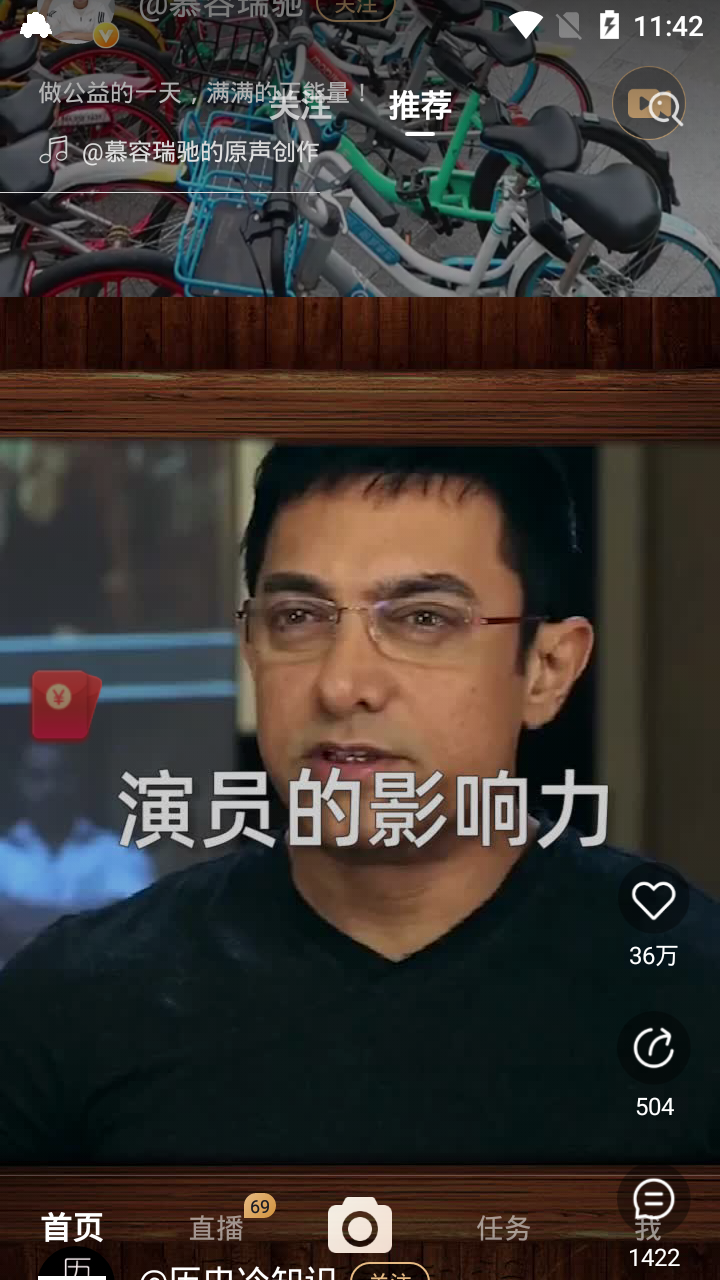 @慕容瑞驰 关注
11:42
做公益的一天，满满的正能量！
关注 推荐
@慕容瑞驰的原声创作
演员的影响力
36万
504
69
首页 直播 任务 我
1422
历 @历史冷知识 关注